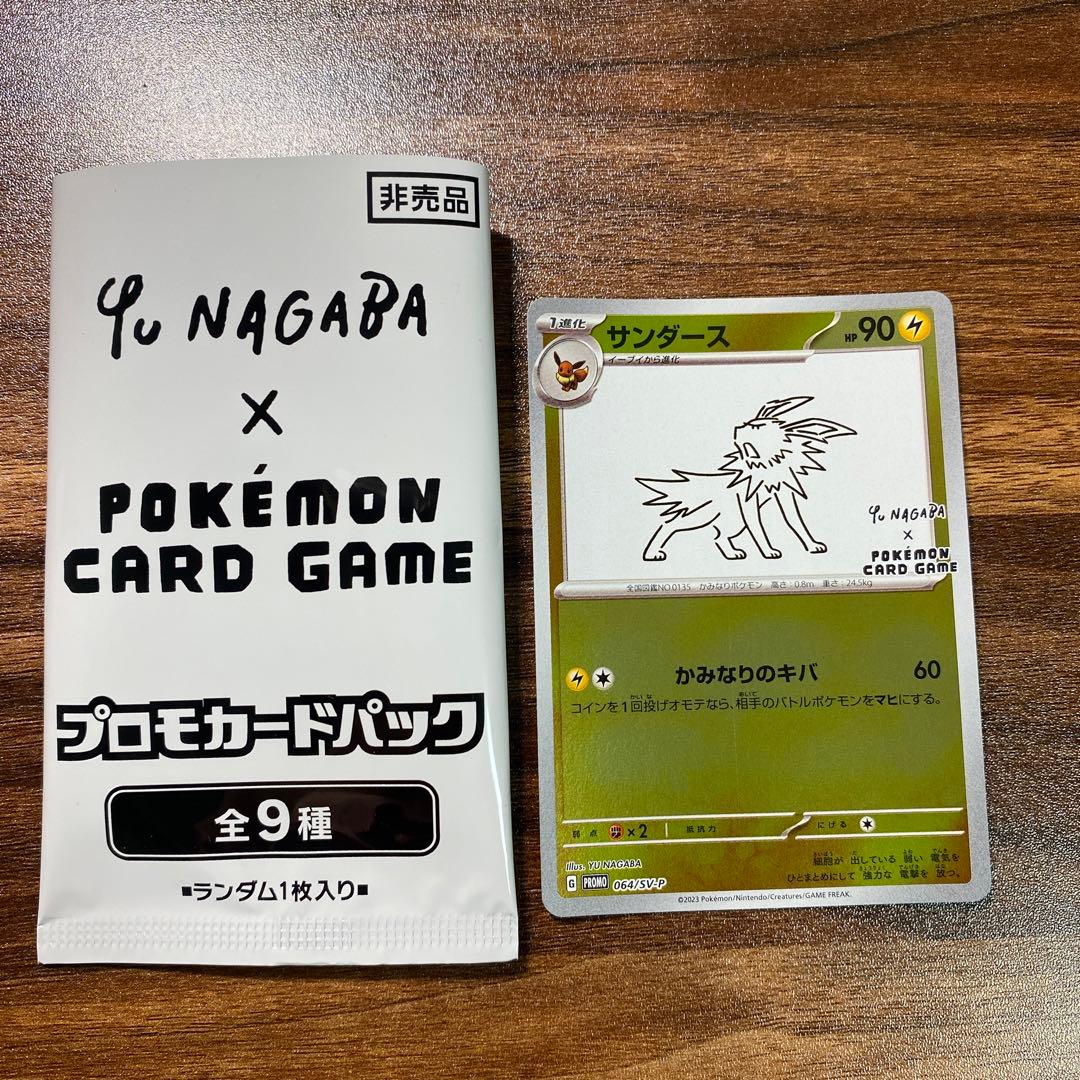 非売品
Yu NAGABA
×
POKÉMON
CARD GAME
プロモカードパック
全9種
■ランダム1枚入り■
1進化
サンダース
HP 90
イーブイから進化
Yu NAGABA
×
POKÉMON
CARD GAME
全国図鑑NO.0135 かみなりポケモン 高さ：0.8m 重さ：24.5kg
かみなりのキバ 60
コインを1回投げオモテなら、相手のバトルポケモンをマヒにする。
弱点 ×2 抵抗力 にげる
Illus. YU NAGABA
G PROMO 064/SV-P
細胞が 出している 弱い 電気を
ひとまとめにして 強力な 電撃を 放つ。
©2023 Pokémon/Nintendo/Creatures/GAME FREAK.